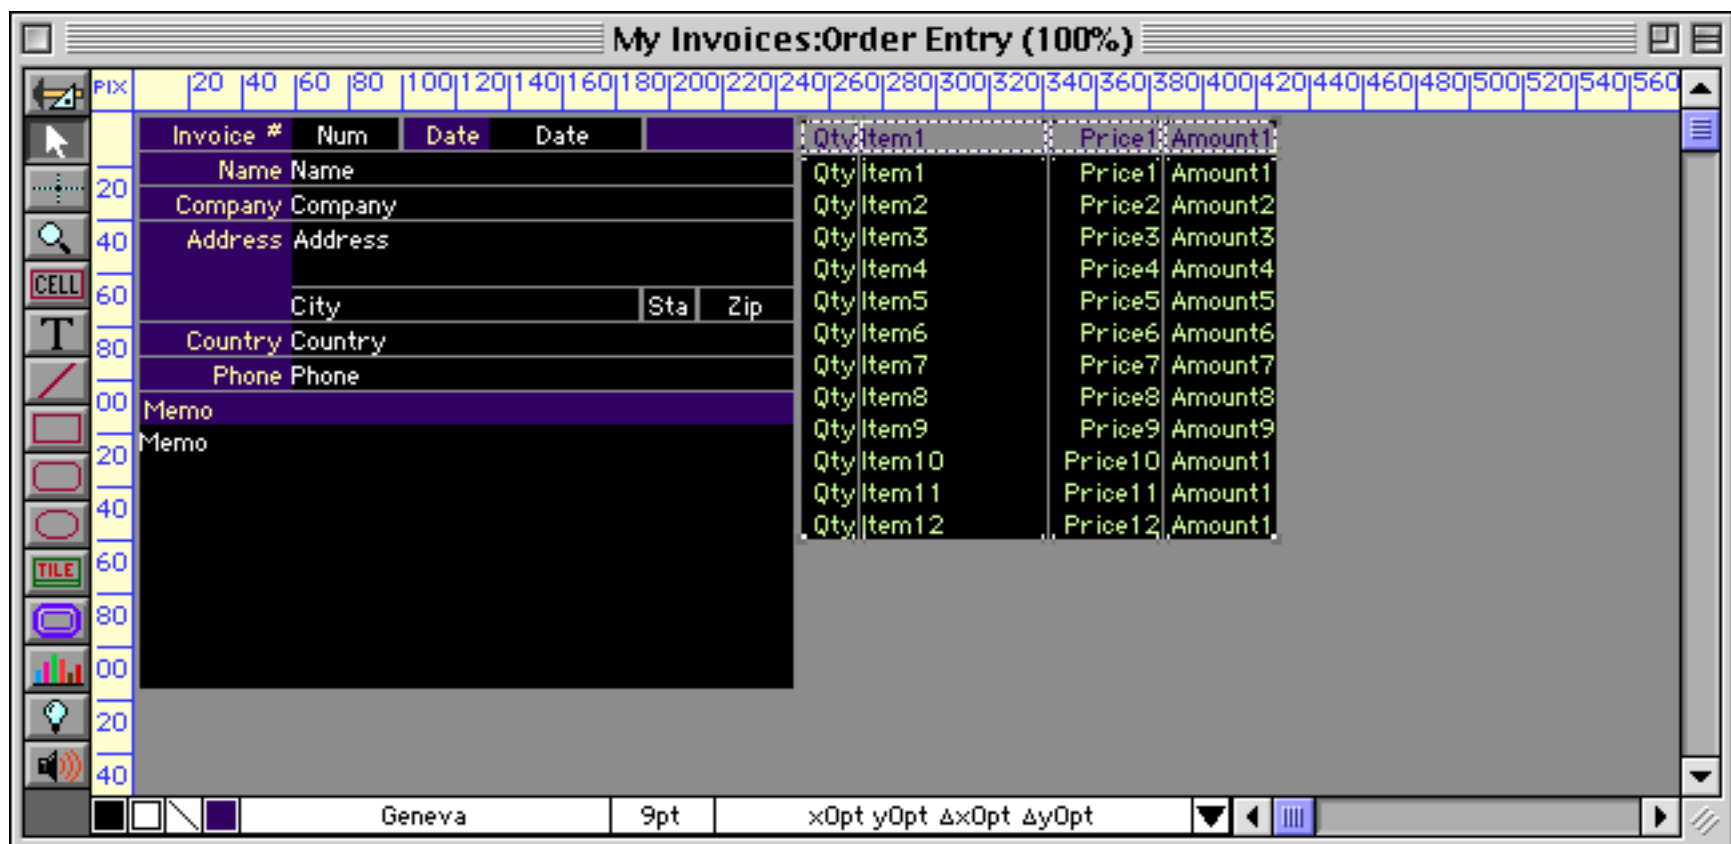 My Invoices:Order Entry (100%)
PIX |20 |40 |60 |80 |100|120|140|160|180|200|220|240|260|280|300|320|340|360|380|400|420|440|460|480|500|520|540|560
Invoice # Num Date Date
Name Name
Company Company
Address Address
City Sta Zip
Country Country
Phone Phone
Memo
Memo
Qty Item1 Price1 Amount1
Qty Item1 Price1 Amount1
Qty Item2 Price2 Amount2
Qty Item3 Price3 Amount3
Qty Item4 Price4 Amount4
Qty Item5 Price5 Amount5
Qty Item6 Price6 Amount6
Qty Item7 Price7 Amount7
Qty Item8 Price8 Amount8
Qty Item9 Price9 Amount9
Qty Item10 Price10 Amount1
Qty Item11 Price11 Amount1
Qty Item12 Price12 Amount1
20
40
60
80
00
20
40
60
80
00
20
40
CELL
T
TILE
Geneva 9pt x0pt y0pt Δx0pt Δy0pt